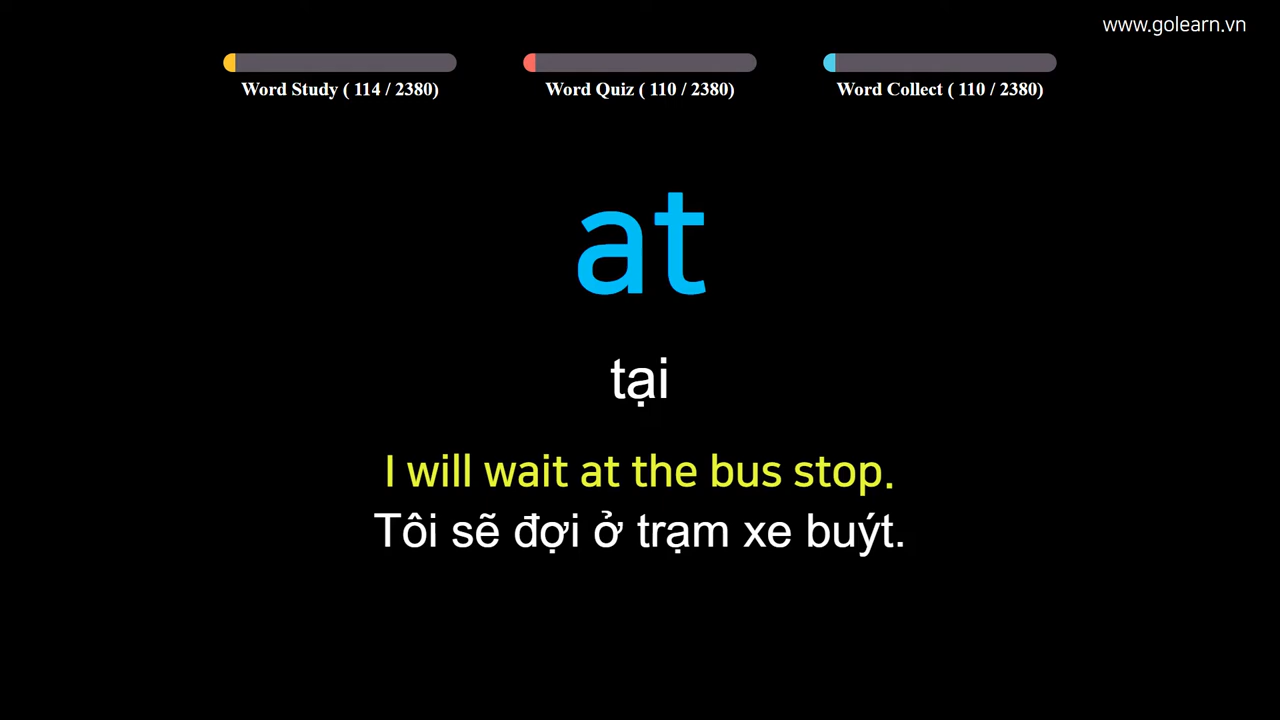 www.golearn.vn
Word Study ( 114 / 2380)
Word Quiz ( 110 / 2380)
Word Collect ( 110 / 2380)
at
tại
I will wait at the bus stop.
Tôi sẽ đợi ở trạm xe buýt.